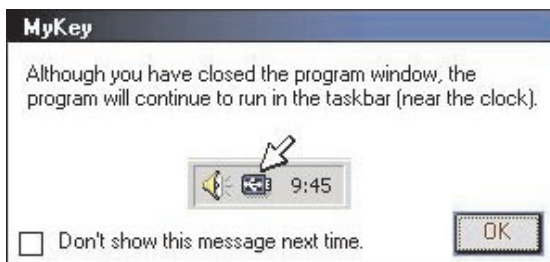 MyKey
Although you have closed the program window, the
program will continue to run in the taskbar (near the clock).
9:45
Don't show this message next time.
OK